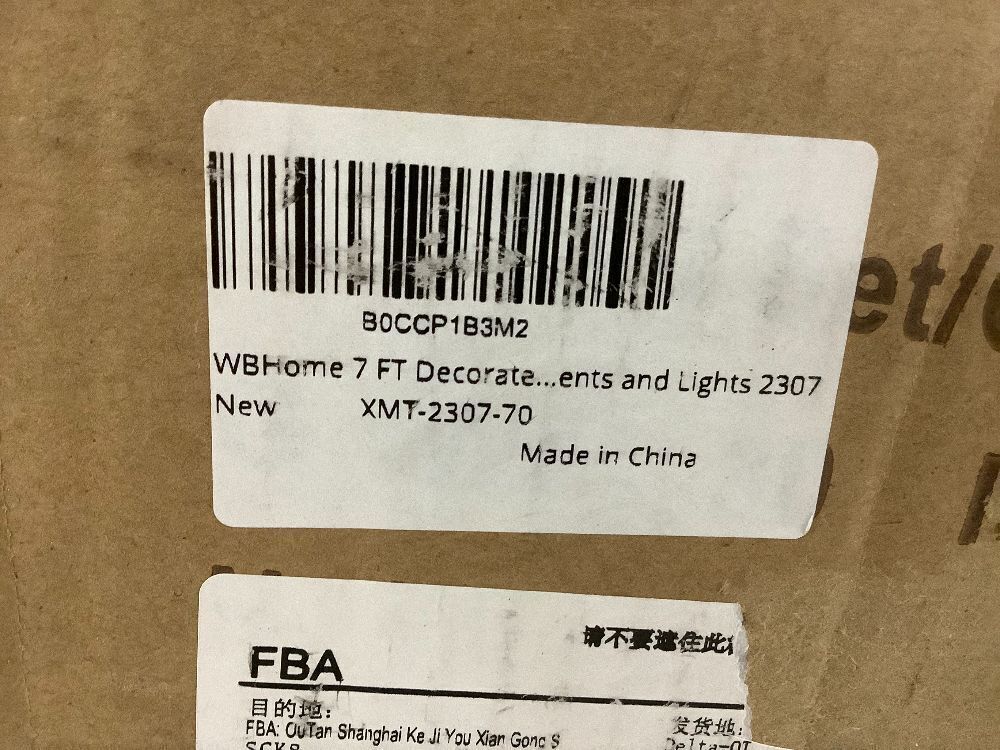 B0CCP1B3M2
WBHome 7 FT Decorate...ents and Lights 2307
New XMT-2307-70
Made in China
et/
请不要遮住此
FBA
目的地:
发货地:
FBA: OuTan Shanghai Ke Ji You Xian Gong S